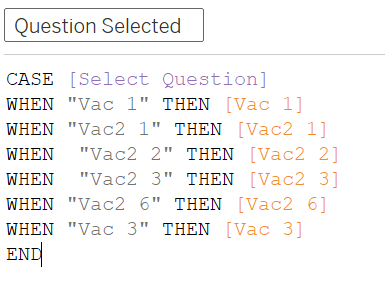 Question Selected
CASE [Select Question]
WHEN "Vac 1" THEN [Vac 1]
WHEN "Vac2 1" THEN [Vac2 1]
WHEN  "Vac2 2" THEN [Vac2 2]
WHEN  "Vac2 3" THEN [Vac2 3]
WHEN "Vac2 6" THEN [Vac2 6]
WHEN "Vac 3" THEN [Vac 3]
END